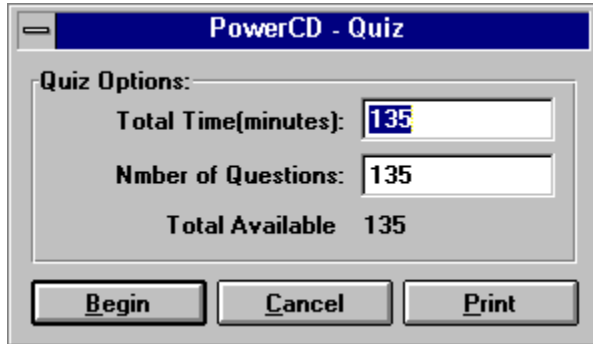 PowerCD - Quiz
Quiz Options:
Total Time(minutes): 135
Nmber of Questions: 135
Total Available 135
Begin Cancel Print